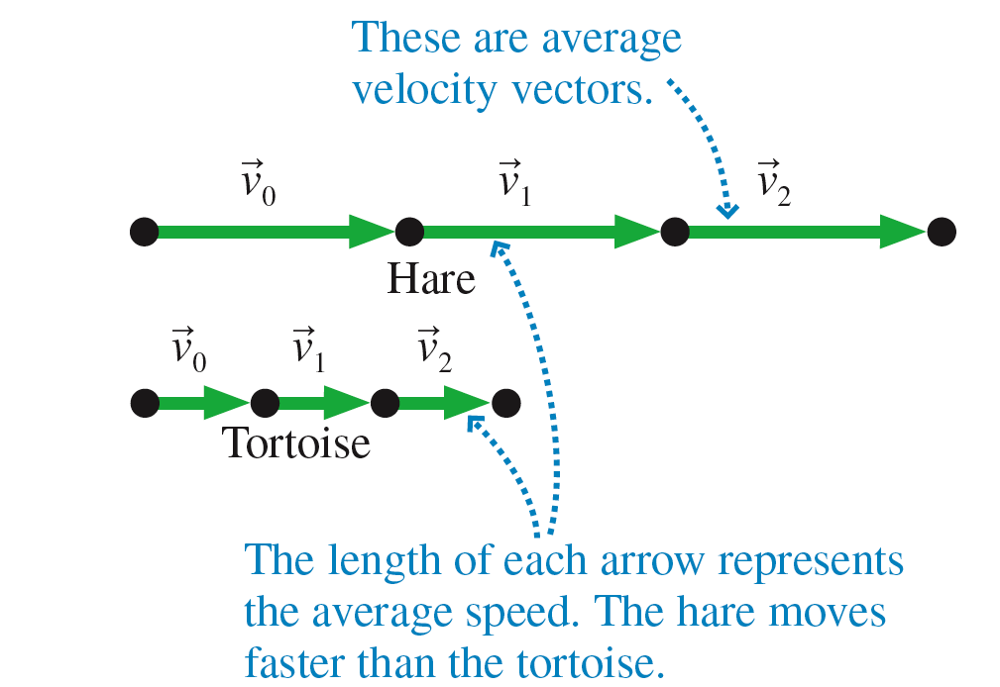 These are average
velocity vectors.
v⃗₀ v⃗₁ v⃗₂
Hare
v⃗₀ v⃗₁ v⃗₂
Tortoise
The length of each arrow represents
the average speed. The hare moves
faster than the tortoise.